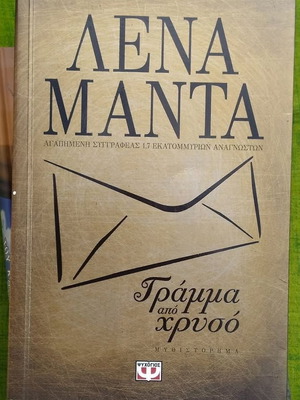 ΛΕΝΑ
ΜΑΝΤΑ
ΑΓΑΠΗΜΕΝΗ ΣΥΓΓΡΑΦΕΑΣ 1,7 ΕΚΑΤΟΜΜΥΡΙΩΝ ΑΝΑΓΝΩΣΤΩΝ
Γράμμα
από
χρυσό
ΜΥΘΙΣΤΟΡΗΜΑ
ΨΥΧΟΓΙΟΣ